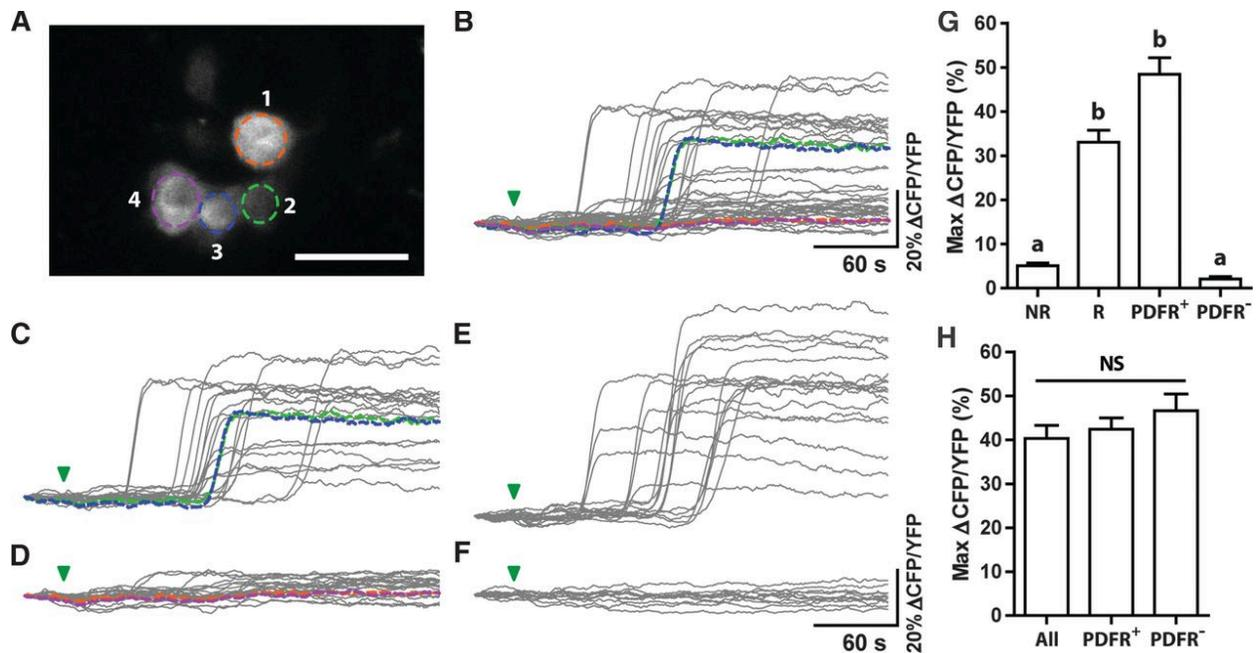 A
1
4
2
3
B
20% ΔCFP/YFP
60 s
C
D
E
F
20% ΔCFP/YFP
60 s
G
Max ΔCFP/YFP (%)
60
50
40
30
20
10
0
a
b
b
a
NR R PDFR⁺ PDFR⁻
H
Max ΔCFP/YFP (%)
60
50
40
30
20
10
0
NS
All PDFR⁺ PDFR⁻